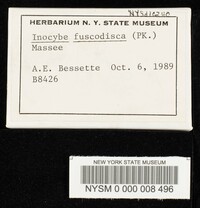 HERBARIUM N. Y. STATE MUSEUM
Inocybe fuscodisca (PK.)
Massee
A.E. Bessette Oct. 6, 1989
B8426
NEW YORK STATE MUSEUM
NYSM 0 000 008 496